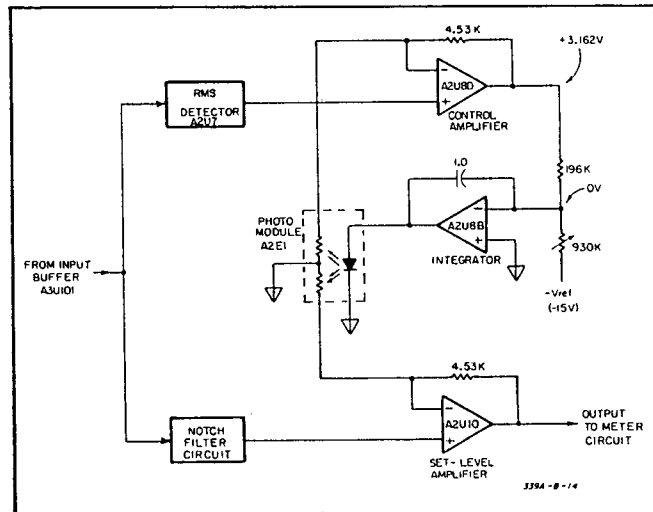 4.53K
+3.162V
RMS
DETECTOR
A2U7
-
A2U8D
+
CONTROL
AMPLIFIER
196K
1.0
0V
PHOTO
MODULE
A2E1
-
A2U8B
+
INTEGRATOR
930K
FROM INPUT
BUFFER
A3U101
-Vref
(-15V)
4.53K
NOTCH
FILTER
CIRCUIT
-
A2U10
+
OUTPUT
TO METER
CIRCUIT
SET-LEVEL
AMPLIFIER
339A-8-14